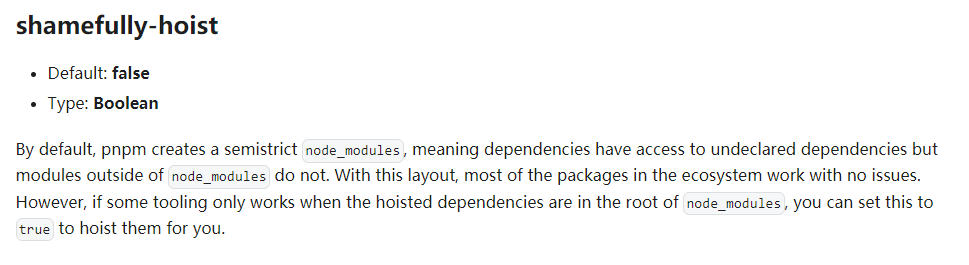 shamefully-hoist
• Default: false
• Type: Boolean
By default, pnpm creates a semistrict node_modules, meaning dependencies have access to undeclared dependencies but
modules outside of node_modules do not. With this layout, most of the packages in the ecosystem work with no issues.
However, if some tooling only works when the hoisted dependencies are in the root of node_modules, you can set this to
true to hoist them for you.